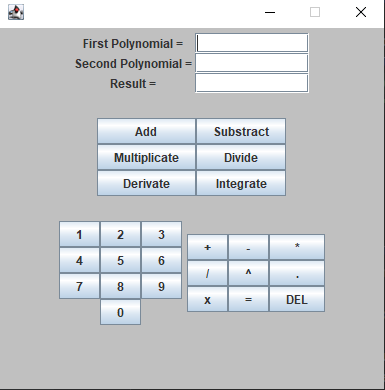 First Polynomial =
Second Polynomial =
Result =
Add Substract
Multiplicate Divide
Derivate Integrate
1 2 3
+ - *
4 5 6
/ ^ .
7 8 9
x = DEL
0